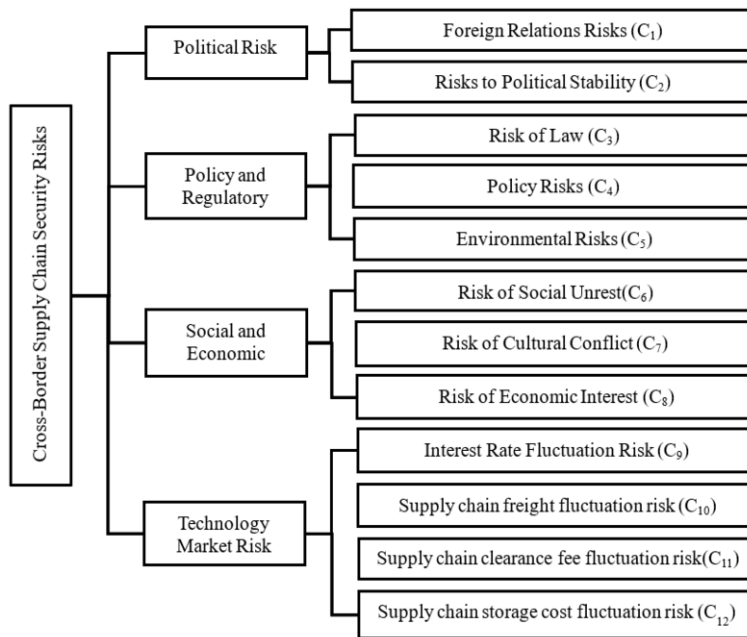 Cross-Border Supply Chain Security Risks
Political Risk
Foreign Relations Risks (C₁)
Risks to Political Stability (C₂)
Policy and
Regulatory
Risk of Law (C₃)
Policy Risks (C₄)
Environmental Risks (C₅)
Social and
Economic
Risk of Social Unrest(C₆)
Risk of Cultural Conflict (C₇)
Risk of Economic Interest (C₈)
Technology
Market Risk
Interest Rate Fluctuation Risk (C₉)
Supply chain freight fluctuation risk (C₁₀)
Supply chain clearance fee fluctuation risk(C₁₁)
Supply chain storage cost fluctuation risk (C₁₂)